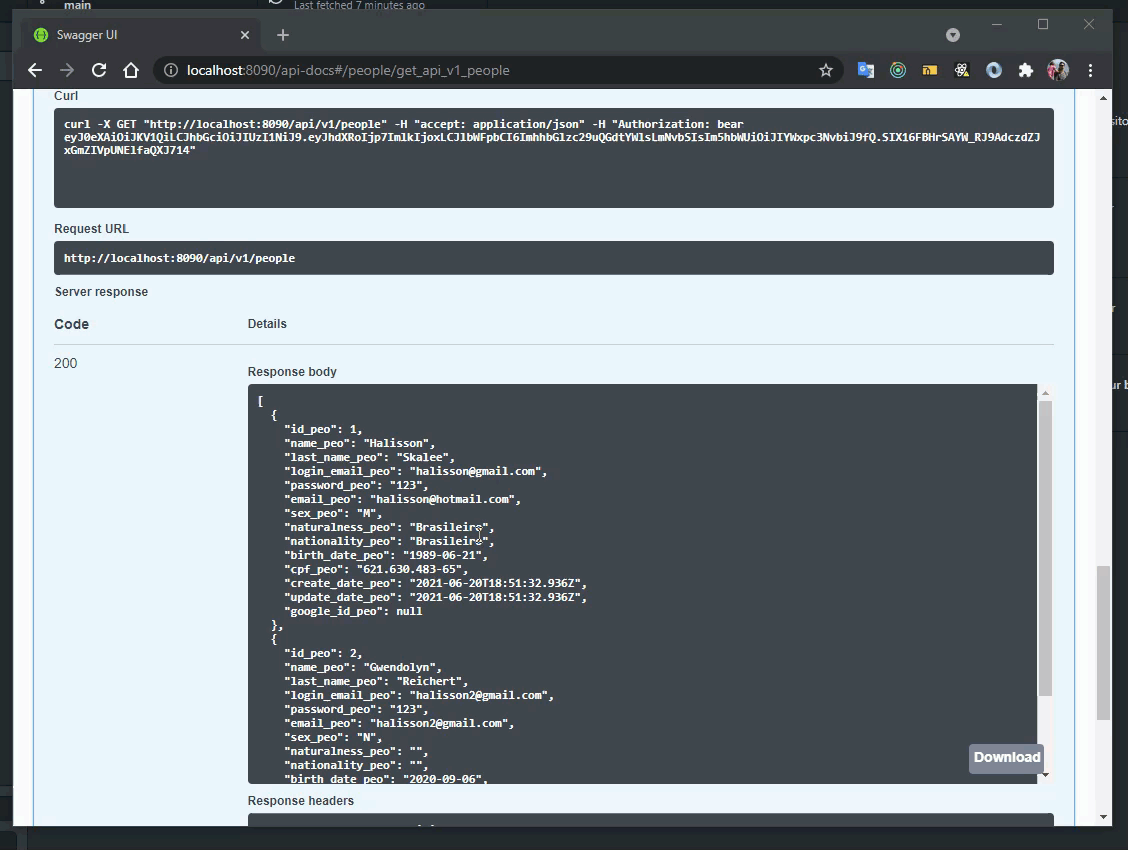 main
Last fetched 7 minutes ago
Swagger UI
localhost:8090/api-docs#/people/get_api_v1_people
Curl
curl -X GET "http://localhost:8090/api/v1/people" -H "accept: application/json" -H "Authorization: bear
eyJ0eXAiOiJKV1QiLCJhbGciOiJIUzI1NiJ9.eyJhdXRoIjp7ImlkIjoxLCJlbWFpbCI6ImhhbGlzc29uQGdtYWlsLmNvbSIsIm5hbWUiOiJIYWxpc3NvbiJ9fQ.SIX16FBHrSAYW_RJ9AdczdZJ
xGmZIVpUNElfaQXJ714"
Request URL
http://localhost:8090/api/v1/people
Server response
Code
Details
200
Response body
[
{
"id_peo": 1,
"name_peo": "Halisson",
"last_name_peo": "Skalee",
"login_email_peo": "halisson@gmail.com",
"password_peo": "123",
"email_peo": "halisson@hotmail.com",
"sex_peo": "M",
"naturalness_peo": "Brasileiro",
"nationality_peo": "Brasileiro",
"birth_date_peo": "1989-06-21",
"cpf_peo": "621.630.483-65",
"create_date_peo": "2021-06-20T18:51:32.936Z",
"update_date_peo": "2021-06-20T18:51:32.936Z",
"google_id_peo": null
},
{
"id_peo": 2,
"name_peo": "Gwendolyn",
"last_name_peo": "Reichert",
"login_email_peo": "halisson2@gmail.com",
"password_peo": "123",
"email_peo": "halisson2@gmail.com",
"sex_peo": "N",
"naturalness_peo": "",
"nationality_peo": "",
"birth_date_peo": "2020-09-06",
Download
Response headers